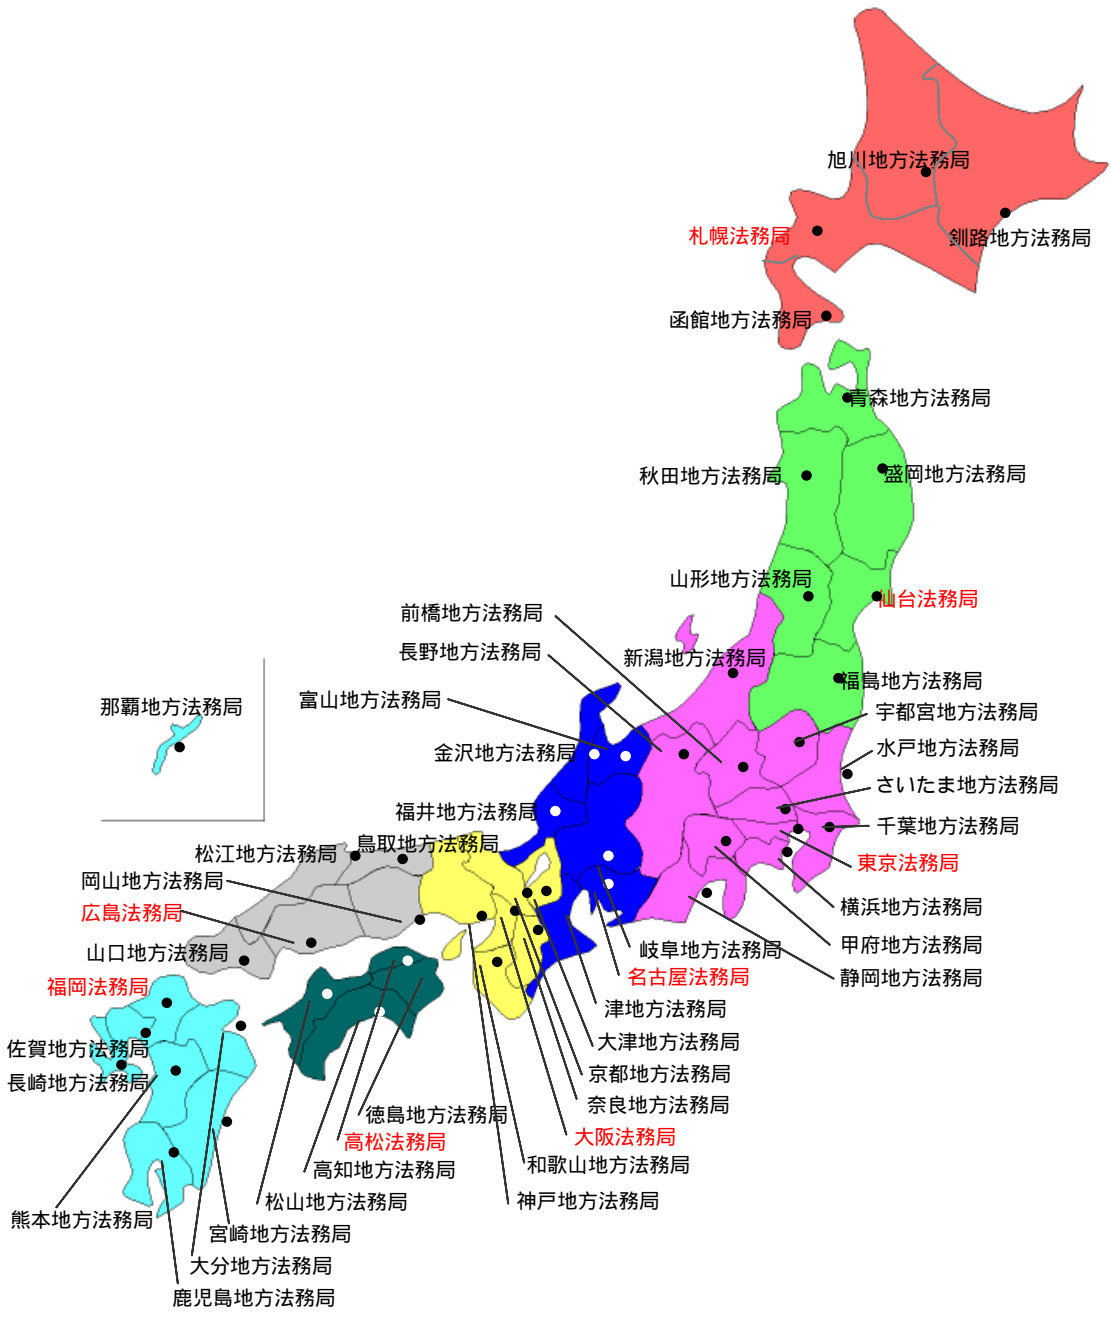 旭川地方法務局
札幌法務局
釧路地方法務局
函館地方法務局
青森地方法務局
秋田地方法務局
盛岡地方法務局
山形地方法務局
仙台法務局
前橋地方法務局
長野地方法務局
新潟地方法務局
福島地方法務局
富山地方法務局
那覇地方法務局
宇都宮地方法務局
水戸地方法務局
金沢地方法務局
さいたま地方法務局
福井地方法務局
千葉地方法務局
鳥取地方法務局
松江地方法務局
東京法務局
岡山地方法務局
広島法務局
横浜地方法務局
甲府地方法務局
山口地方法務局
岐阜地方法務局
名古屋法務局
静岡地方法務局
福岡法務局
津地方法務局
大津地方法務局
佐賀地方法務局
京都地方法務局
長崎地方法務局
奈良地方法務局
徳島地方法務局
大阪法務局
高松法務局
和歌山地方法務局
高知地方法務局
神戸地方法務局
松山地方法務局
熊本地方法務局
宮崎地方法務局
大分地方法務局
鹿児島地方法務局